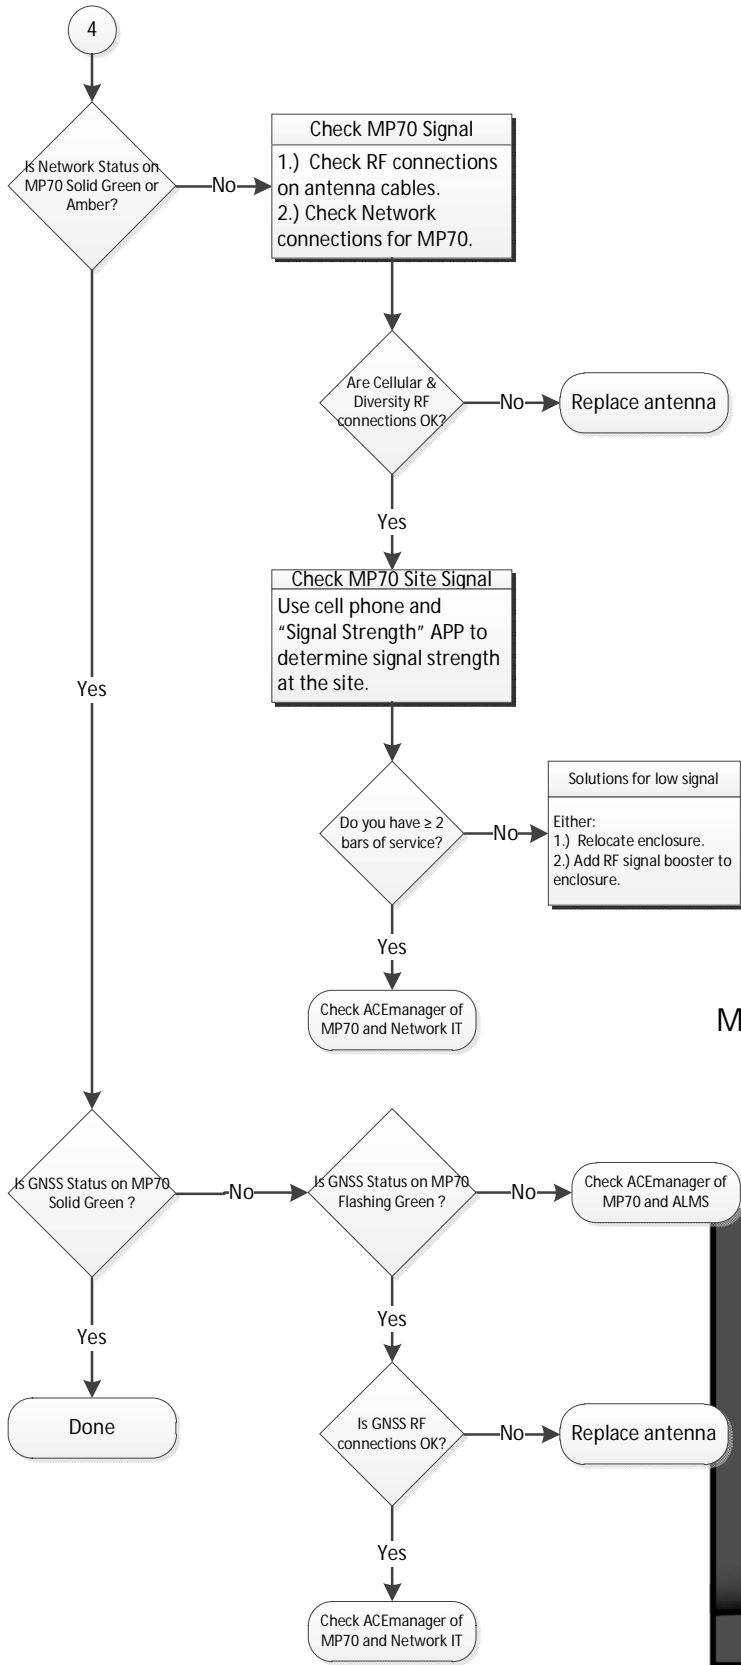 4
Is Network Status on
MP70 Solid Green or
Amber?
No
Check MP70 Signal
1.) Check RF connections
on antenna cables.
2.) Check Network
connections for MP70.
Are Cellular &
Diversity RF
connections OK?
No
Replace antenna
Yes
Check MP70 Site Signal
Use cell phone and
“Signal Strength” APP to
determine signal strength
at the site.
Yes
Do you have ≥ 2
bars of service?
No
Solutions for low signal
Either:
1.) Relocate enclosure.
2.) Add RF signal booster to
enclosure.
Yes
Check ACEmanager of
MP70 and Network IT
M
Is GNSS Status on MP70
Solid Green ?
No
Is GNSS Status on MP70
Flashing Green ?
No
Check ACEmanager of
MP70 and ALMS
Yes
Yes
Done
Is GNSS RF
connections OK?
No
Replace antenna
Yes
Check ACEmanager of
MP70 and Network IT